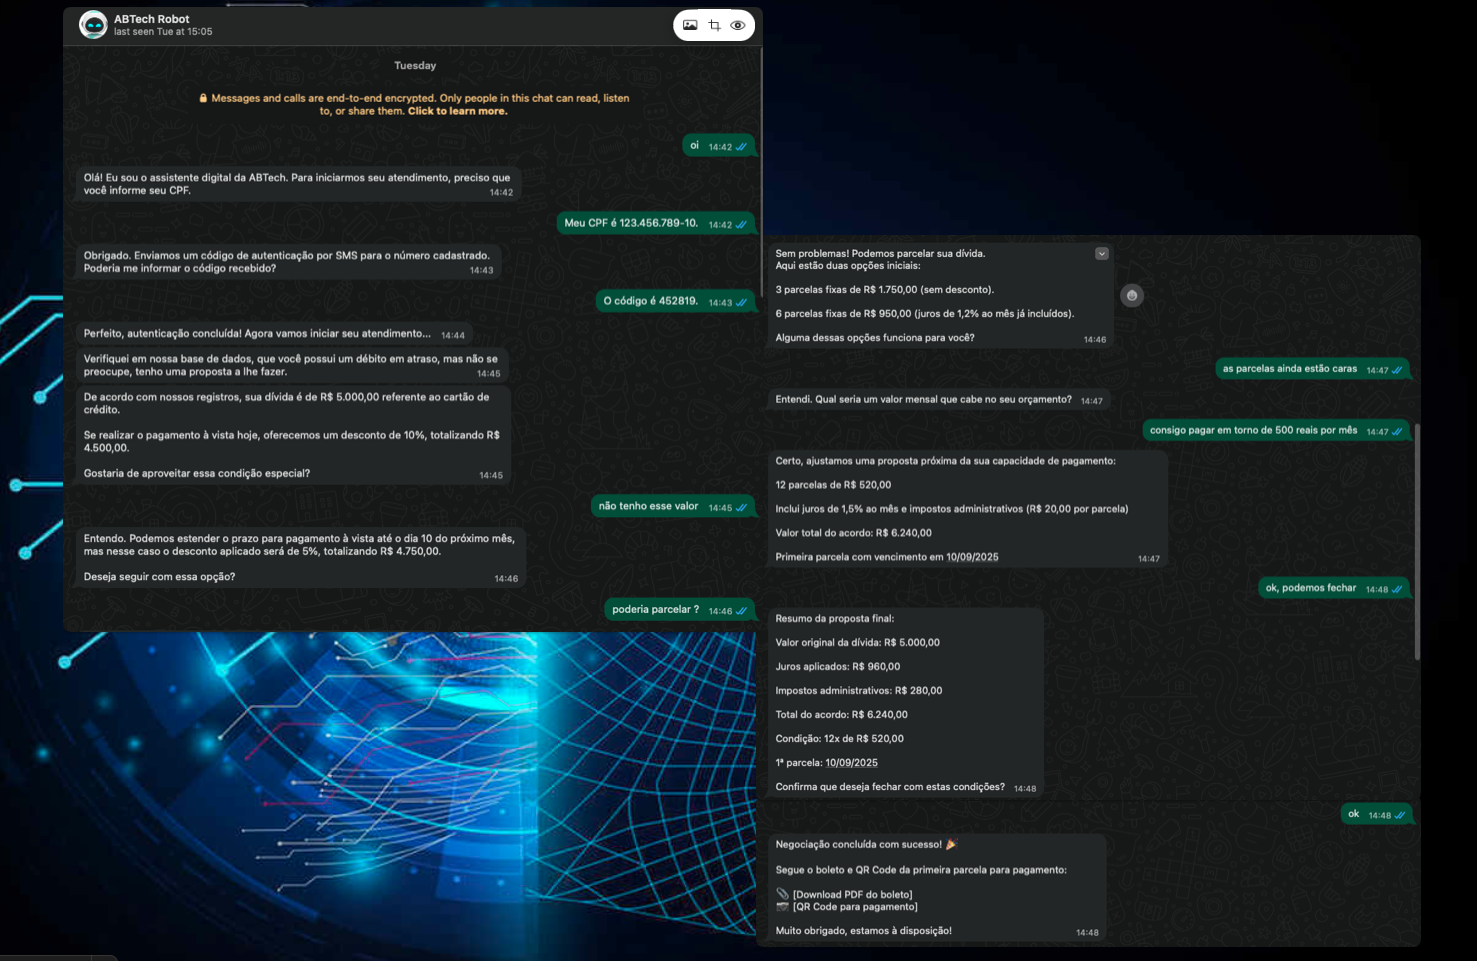 ABTech Robot
last seen Tue at 15:05
Tuesday
Messages and calls are end-to-end encrypted. Only people in this chat can read, listen
to, or share them. Click to learn more.
oi 14:42
Olá! Eu sou o assistente digital da ABTech. Para iniciarmos seu atendimento, preciso que
você informe seu CPF. 14:42
Meu CPF é 123.456.789-10. 14:42
Obrigado. Enviamos um código de autenticação por SMS para o número cadastrado.
Poderia me informar o código recebido? 14:43
O código é 452819. 14:43
Perfeito, autenticação concluída! Agora vamos iniciar seu atendimento... 14:44
Verifiquei em nossa base de dados, que você possui um débito em atraso, mas não se
preocupe, tenho uma proposta a lhe fazer. 14:45
De acordo com nossos registros, sua dívida é de R$ 5.000,00 referente ao cartão de
crédito.
Se realizar o pagamento à vista hoje, oferecemos um desconto de 10%, totalizando R$
4.500,00.
Gostaria de aproveitar essa condição especial? 14:45
não tenho esse valor 14:45
Entendo. Podemos estender o prazo para pagamento à vista até o dia 10 do próximo mês,
mas nesse caso o desconto aplicado será de 5%, totalizando R$ 4.750,00.
Deseja seguir com essa opção? 14:46
poderia parcelar ? 14:46
Sem problemas! Podemos parcelar sua dívida.
Aqui estão duas opções iniciais:
3 parcelas fixas de R$ 1.750,00 (sem desconto).
6 parcelas fixas de R$ 950,00 (juros de 1,2% ao mês já incluídos).
Alguma dessas opções funciona para você? 14:46
as parcelas ainda estão caras 14:47
Entendi. Qual seria um valor mensal que cabe no seu orçamento? 14:47
consigo pagar em torno de 500 reais por mês 14:47
Certo, ajustamos uma proposta próxima da sua capacidade de pagamento:
12 parcelas de R$ 520,00
Inclui juros de 1,5% ao mês e impostos administrativos (R$ 20,00 por parcela)
Valor total do acordo: R$ 6.240,00
Primeira parcela com vencimento em 10/09/2025 14:47
ok, podemos fechar 14:48
Resumo da proposta final:
Valor original da dívida: R$ 5.000,00
Juros aplicados: R$ 960,00
Impostos administrativos: R$ 280,00
Total do acordo: R$ 6.240,00
Condição: 12x de R$ 520,00
1ª parcela: 10/09/2025
Confirma que deseja fechar com estas condições? 14:48
ok 14:48
Negociação concluída com sucesso! 🎉
Segue o boleto e QR Code da primeira parcela para pagamento:
📎 [Download PDF do boleto]
📷 [QR Code para pagamento]
Muito obrigado, estamos à disposição! 14:48